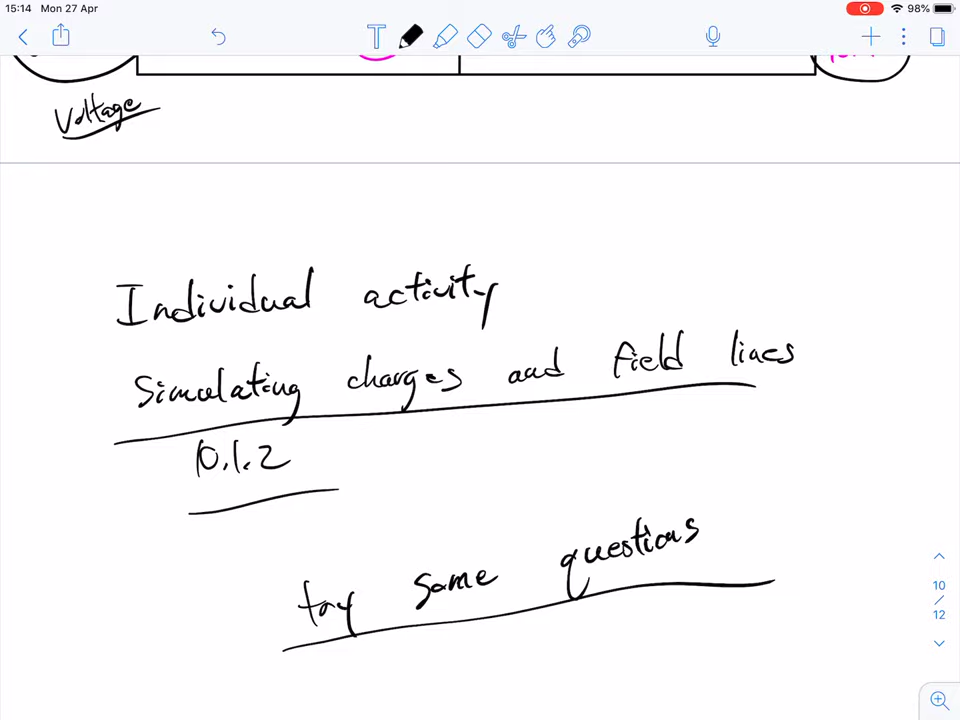 15:14 Mon 27 Apr 98%
T
Voltage
Individual activity
Simulating charges and field lines
10.1.2
try some questions
10
/
12